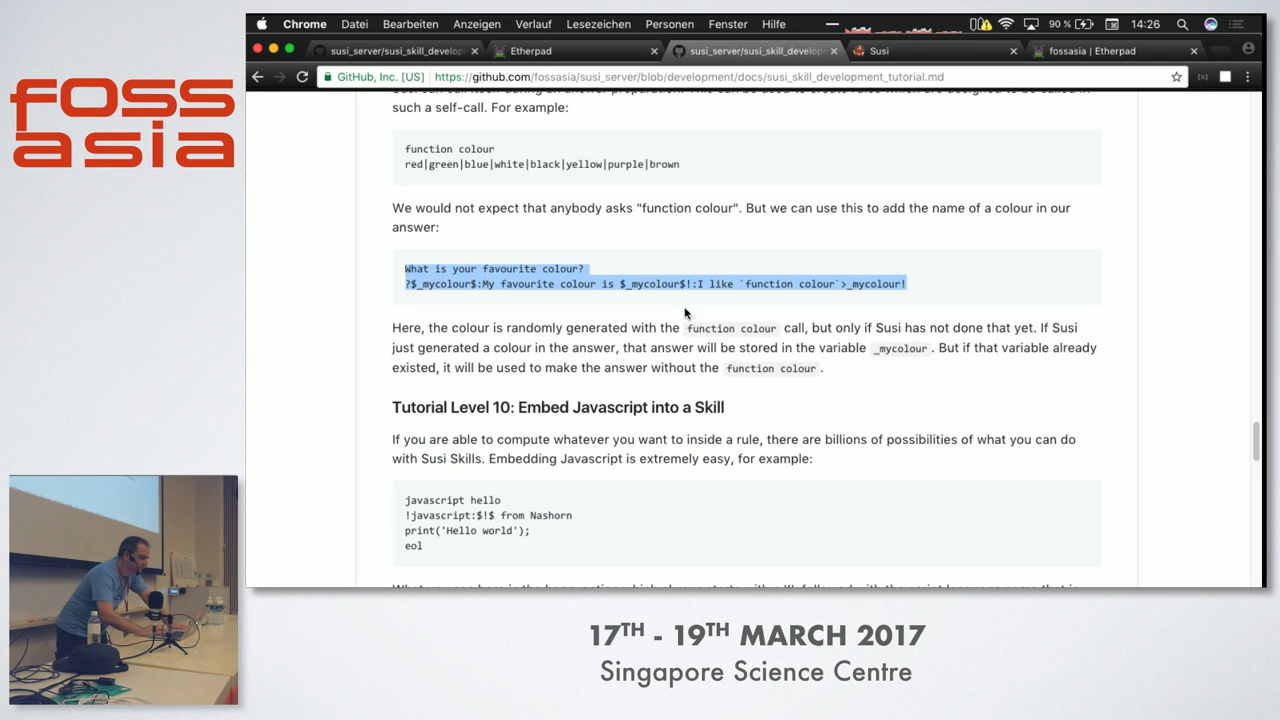 foss
asia
Chrome Datei Bearbeiten Anzeigen Verlauf Lesezeichen Personen Fenster Hilfe 90 % 14:26
susi_server/susi_skill_develop Etherpad susi_server/susi_skill_develop Susi fossasia | Etherpad
GitHub, Inc. [US] https://github.com/fossasia/susi_server/blob/development/docs/susi_skill_development_tutorial.md
such a self-call. For example:
function colour
red|green|blue|white|black|yellow|purple|brown
We would not expect that anybody asks "function colour". But we can use this to add the name of a colour in our
answer:
What is your favourite colour?
?$_mycolour$:My favourite colour is $_mycolour$!:I like `function colour`>_mycolour!
Here, the colour is randomly generated with the function colour call, but only if Susi has not done that yet. If Susi
just generated a colour in the answer, that answer will be stored in the variable _mycolour . But if that variable already
existed, it will be used to make the answer without the function colour .
Tutorial Level 10: Embed Javascript into a Skill
If you are able to compute whatever you want to inside a rule, there are billions of possibilities of what you can do
with Susi Skills. Embedding Javascript is extremely easy, for example:
javascript hello
!javascript:$!$ from Nashorn
print('Hello world');
eol
17TH - 19TH MARCH 2017
Singapore Science Centre